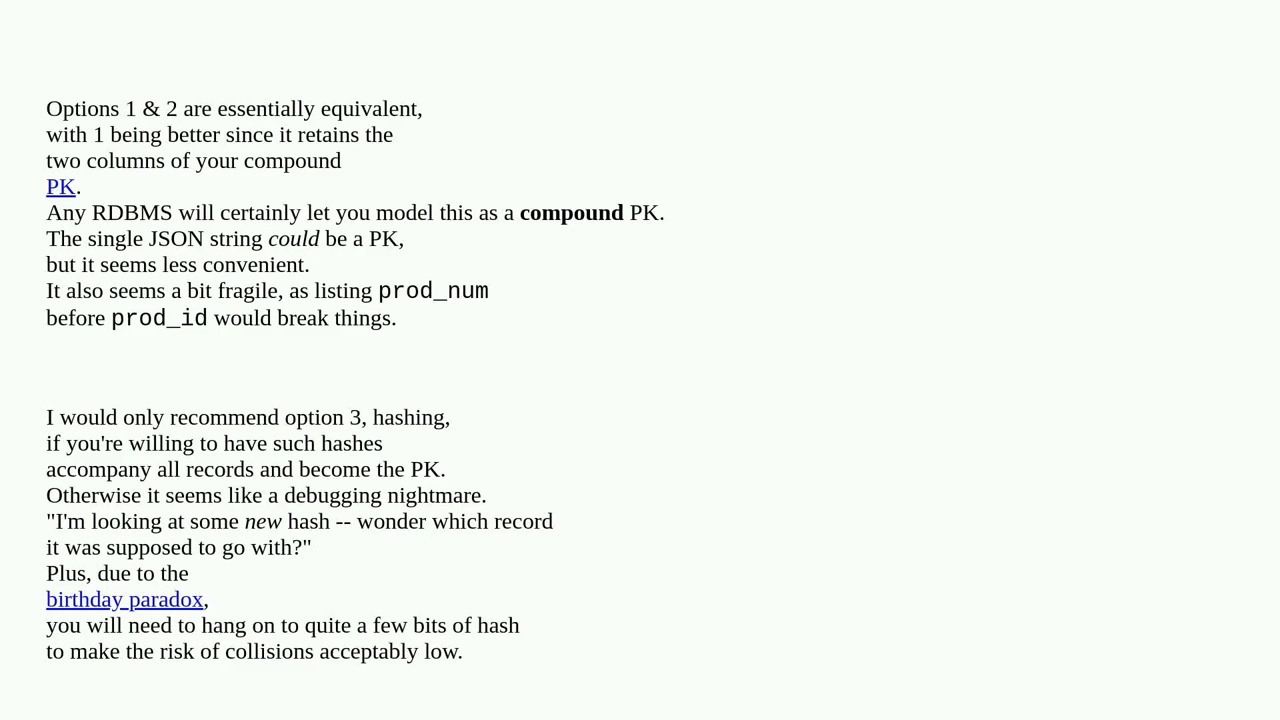 Options 1 & 2 are essentially equivalent,
with 1 being better since it retains the
two columns of your compound
PK.
Any RDBMS will certainly let you model this as a compound PK.
The single JSON string could be a PK,
but it seems less convenient.
It also seems a bit fragile, as listing prod_num
before prod_id would break things.
I would only recommend option 3, hashing,
if you're willing to have such hashes
accompany all records and become the PK.
Otherwise it seems like a debugging nightmare.
"I'm looking at some new hash -- wonder which record
it was supposed to go with?"
Plus, due to the
birthday paradox,
you will need to hang on to quite a few bits of hash
to make the risk of collisions acceptably low.